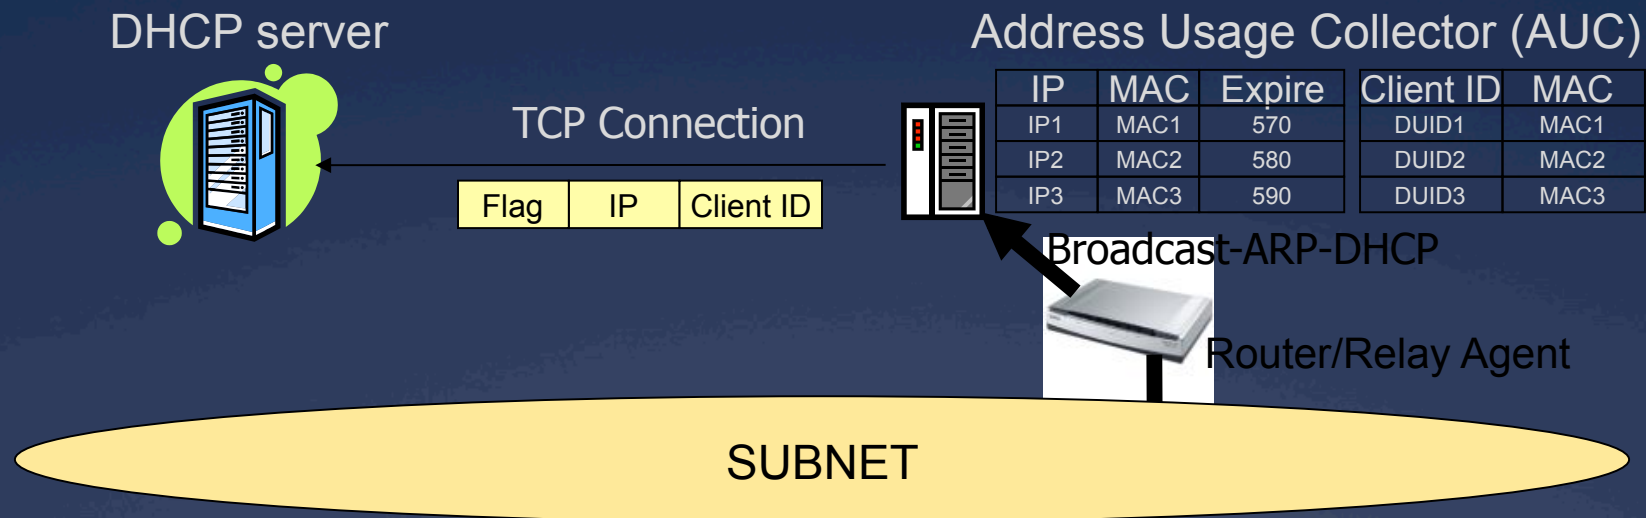 DHCP server
Address Usage Collector (AUC)
TCP Connection
Flag IP Client ID
IP MAC Expire
IP1 MAC1 570
IP2 MAC2 580
IP3 MAC3 590
Client ID MAC
DUID1 MAC1
DUID2 MAC2
DUID3 MAC3
Broadcast-ARP-DHCP
Router/Relay Agent
SUBNET